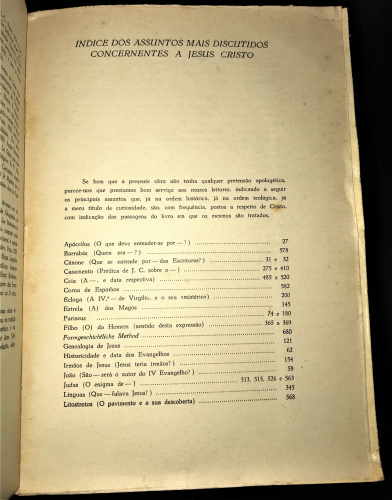 INDICE DOS ASSUNTOS MAIS DISCUTIDOS
CONCERNENTES A JESUS CRISTO
Se bem que a presente obra não tenha qualquer pretensão apologética,
parece-nos que prestamos bom serviço aos nossos leitores, indicando a seguir
os principais assuntos que, já na ordem histórica, já na ordem teológica, já
a mero título de curiosidade, são, com frequência, postos a respeito de Cristo,
com indicação das passagens do livro em que os mesmos são tratados.
Apócrifos (O que deve entender-se por — ?) 27
Barrabás (Quem era — ?) 578
Cânone (Que se entende por — das Escrituras?) 31 e 32
Casamento (Prédica de J. C. sobre o —) 275 e 410
Ceia (A —, e data respectiva) 485 a 520
Coroa de Espinhos 582
Écloga (A IV.ª — de Virgílio, e o seu «mistério») 200
Estrela (A) dos Magos 145
Fariseus 74 e 180
Filho (O) do Homem (sentido desta expressão) 365 a 369
Formgeschichtliche Method 680
Genealogia de Jesus 121
Historicidade e data dos Evangelhos 62
Irmãos de Jesus (Jesus teria irmãos?) 154
João (São — será o autor do IV Evangelho?) 58
Judas (O enigma de —) 313, 515, 526 e 563
Línguas (Que — falava Jesus?) 345
Litostrotos (O pavimento e a sua descoberta) 568